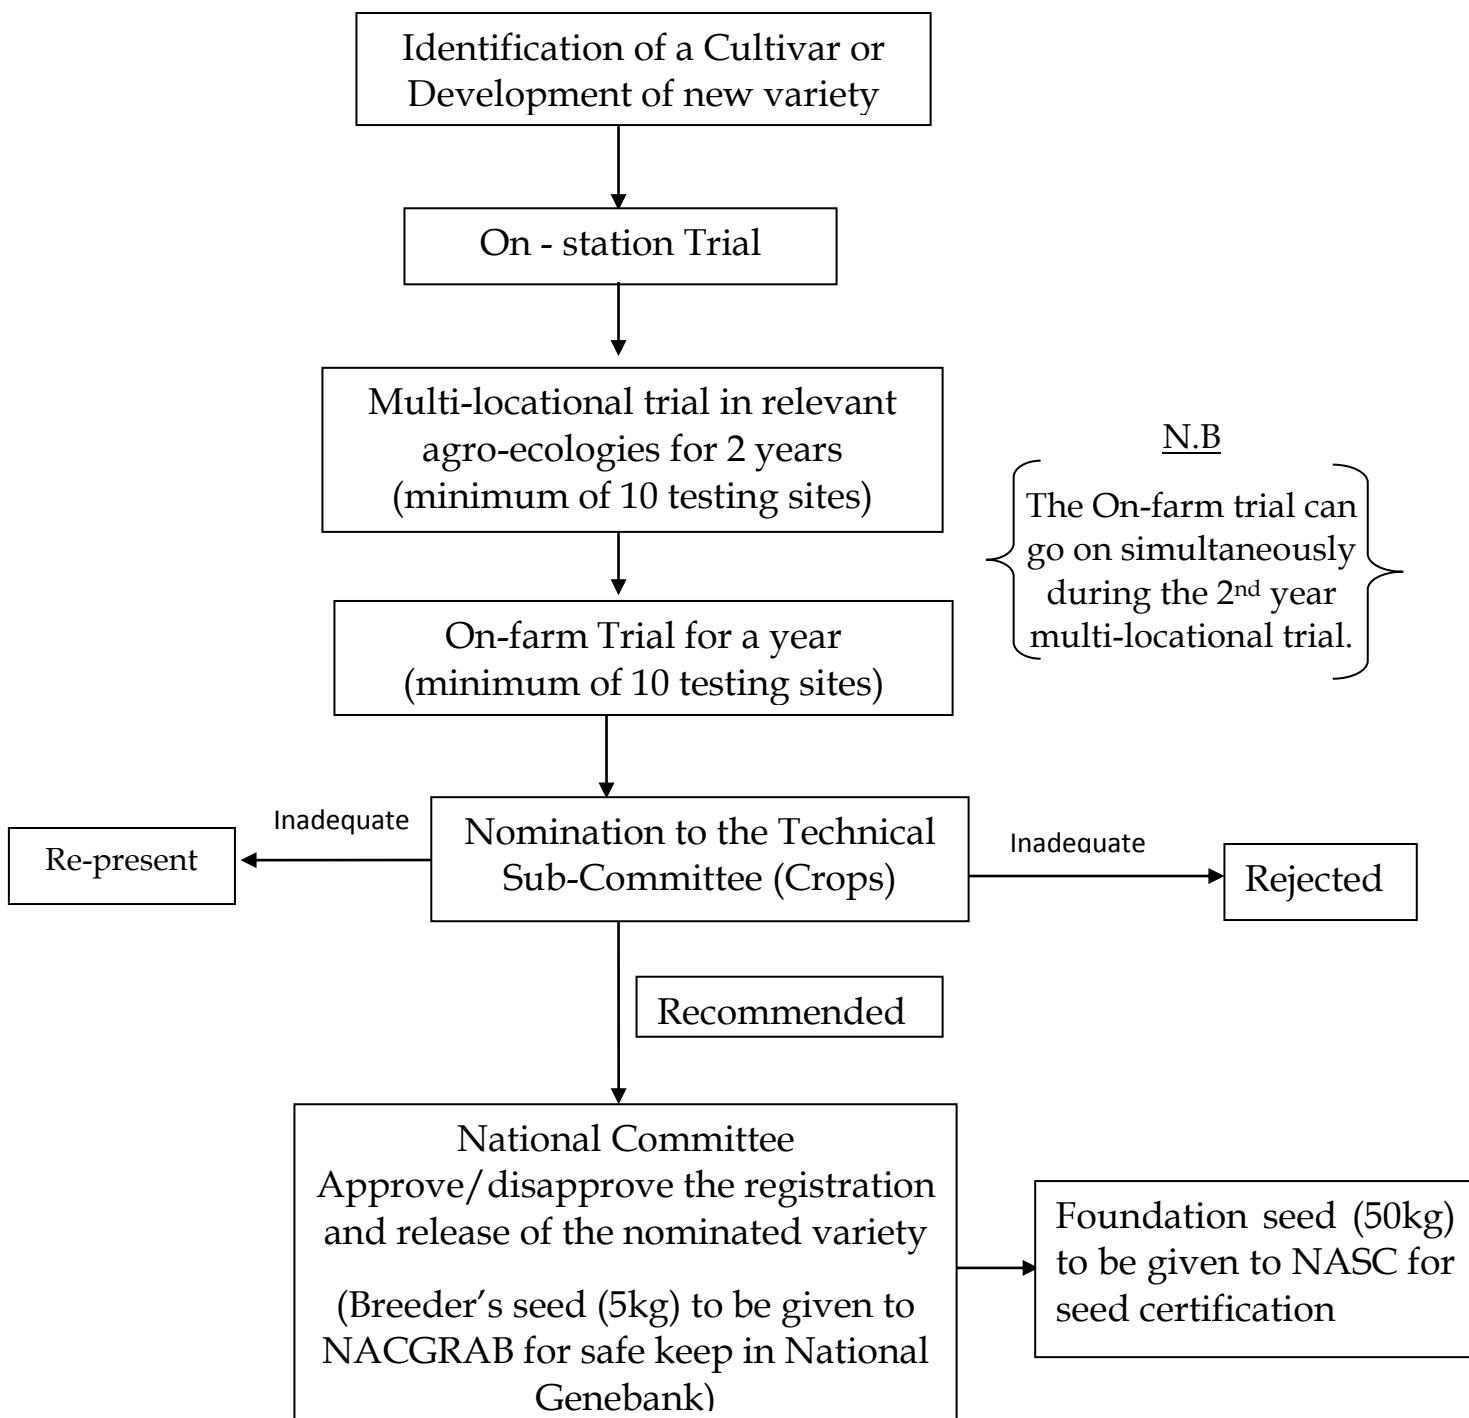 Identification of a Cultivar or
Development of new variety
On - station Trial
Multi-locational trial in relevant
agro-ecologies for 2 years
(minimum of 10 testing sites)
N.B
The On-farm trial can
go on simultaneously
during the 2nd year
multi-locational trial.
On-farm Trial for a year
(minimum of 10 testing sites)
Inadequate
Re-present
Nomination to the Technical
Sub-Committee (Crops)
Inadequate
Rejected
Recommended
National Committee
Approve/disapprove the registration
and release of the nominated variety
(Breeder’s seed (5kg) to be given to
NACGRAB for safe keep in National
Genebank)
Foundation seed (50kg)
to be given to NASC for
seed certification